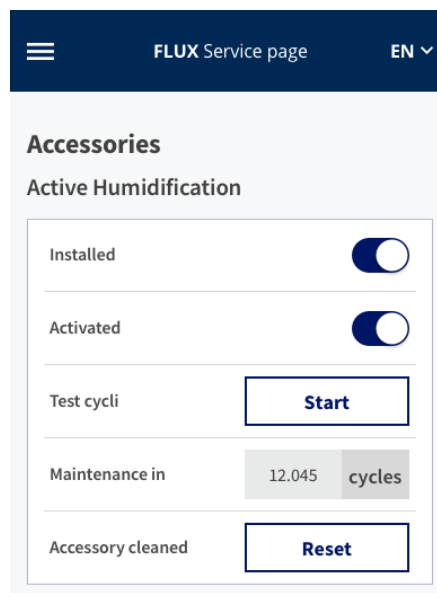 FLUX Service page EN
Accessories
Active Humidification
Installed
Activated
Test cycli Start
Maintenance in 12.045 cycles
Accessory cleaned Reset